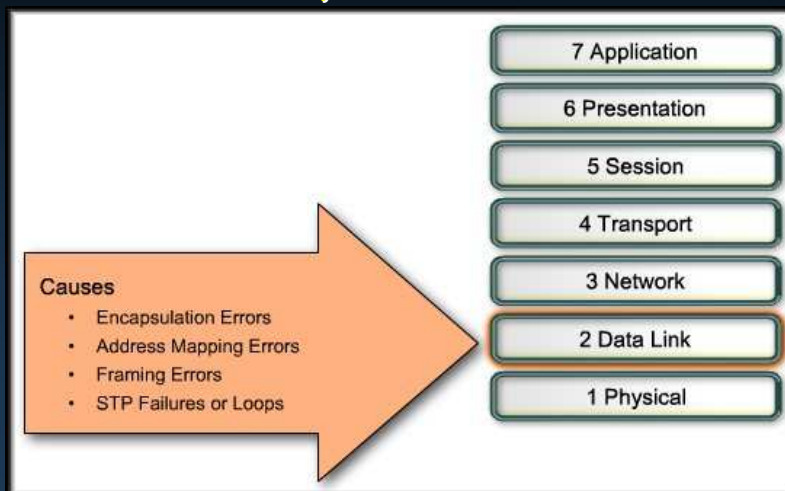 7 Application
6 Presentation
5 Session
4 Transport
3 Network
2 Data Link
1 Physical
Causes
• Encapsulation Errors
• Address Mapping Errors
• Framing Errors
• STP Failures or Loops